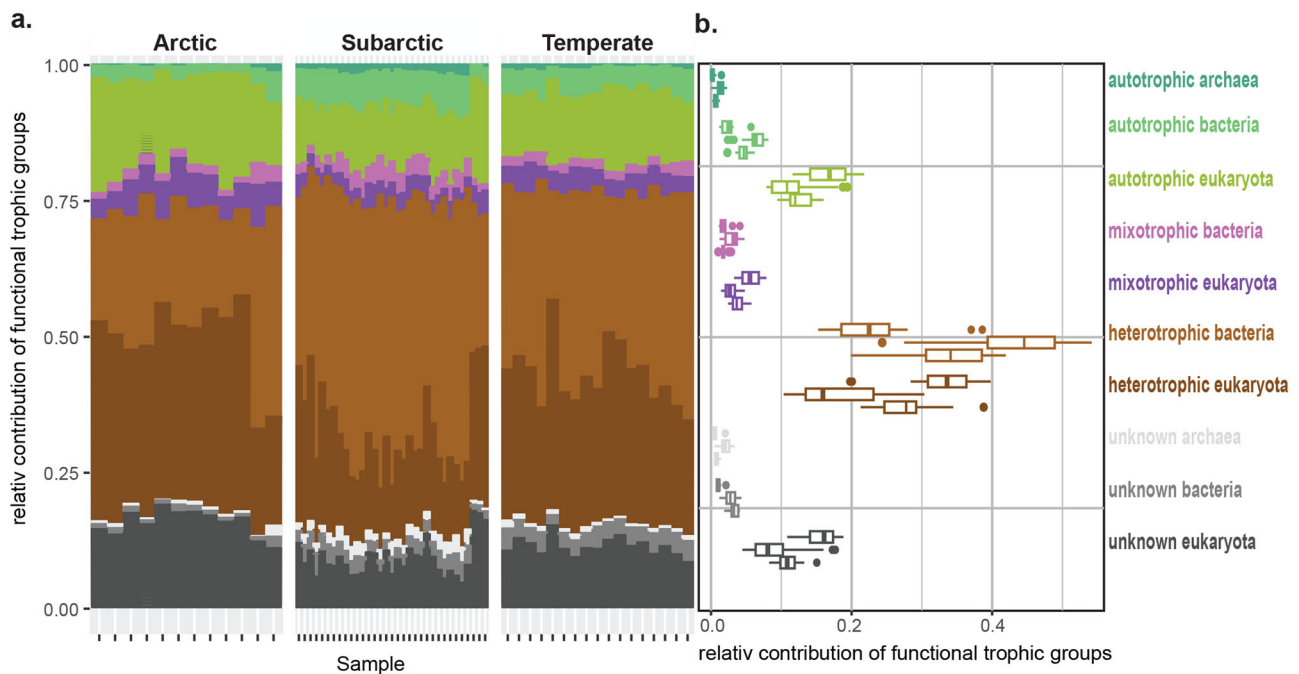 a.
Arctic
Subarctic
Temperate
relativ contribution of functional trophic groups
1.00
0.75
0.50
0.25
0.00
Sample
b.
autotrophic archaea
autotrophic bacteria
autotrophic eukaryota
mixotrophic bacteria
mixotrophic eukaryota
heterotrophic bacteria
heterotrophic eukaryota
unknown archaea
unknown bacteria
unknown eukaryota
0.0
0.2
0.4
relativ contribution of functional trophic groups